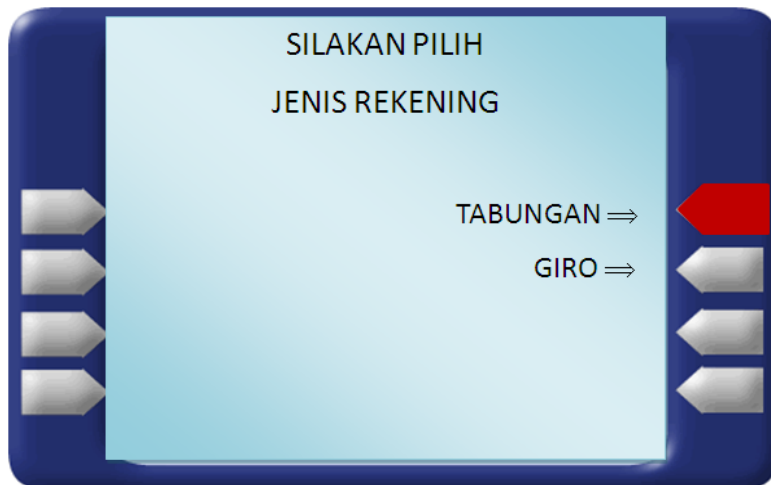 SILAKAN PILIH
JENIS REKENING
TABUNGAN ⇒
GIRO ⇒